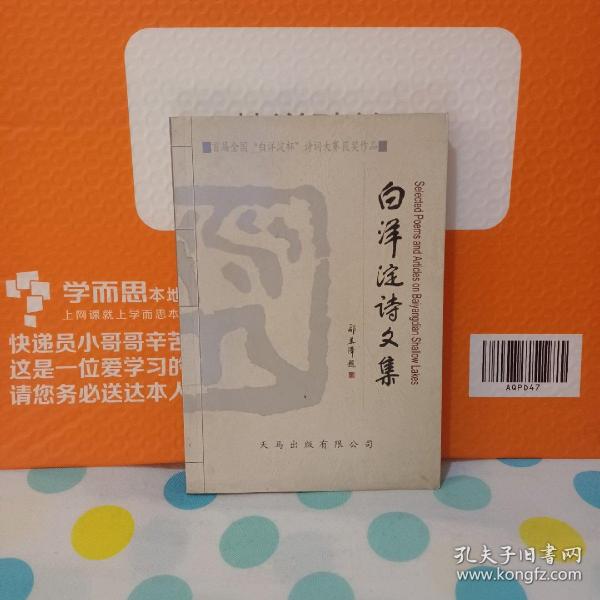 首届全国“白洋淀杯”诗词大赛获奖作品
白洋淀诗文集
Selected Poems and Articles on Baiyangdian Shallow Lakes
天马出版有限公司
学而思本地
上网课就上学而思本
快递员小哥哥辛苦
这是一位爱学习的
请您务必送达本人
AQPD47
孔夫子旧书网
www.kongfz.com